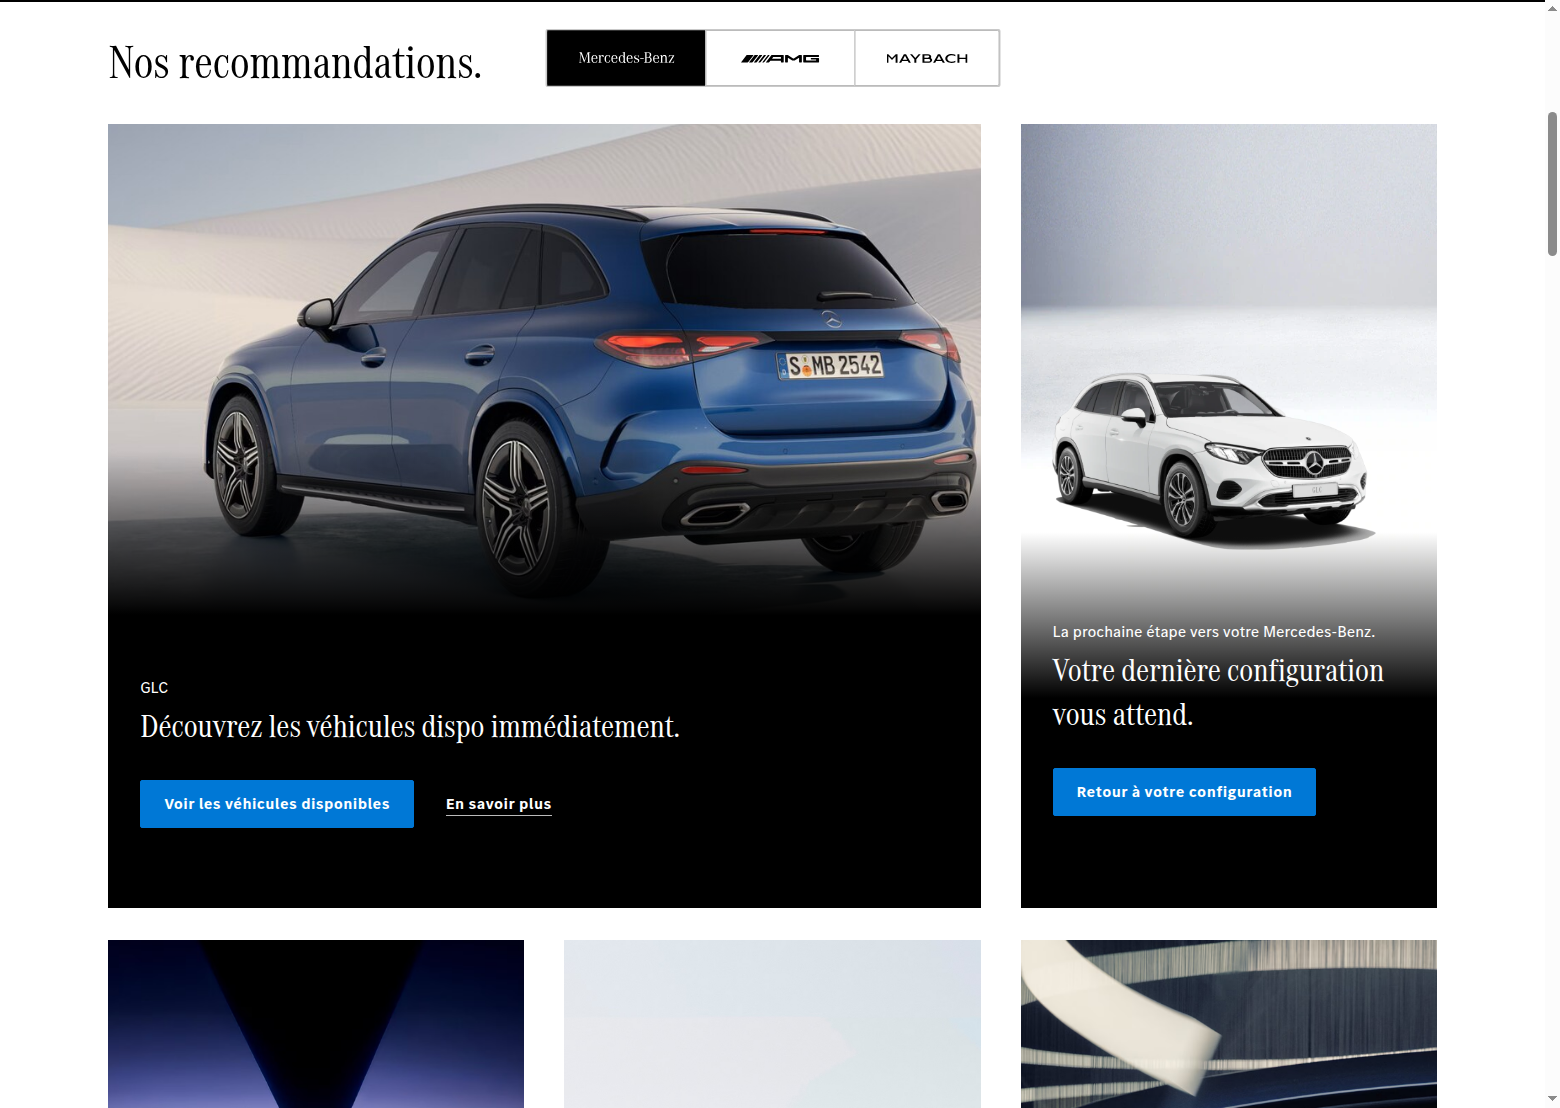 Nos recommandations.
Mercedes-Benz
AMG
MAYBACH
S MB 2542
GLC
Découvrez les véhicules dispo immédiatement.
Voir les véhicules disponibles
En savoir plus
GLC
La prochaine étape vers votre Mercedes-Benz.
Votre dernière configuration
vous attend.
Retour à votre configuration